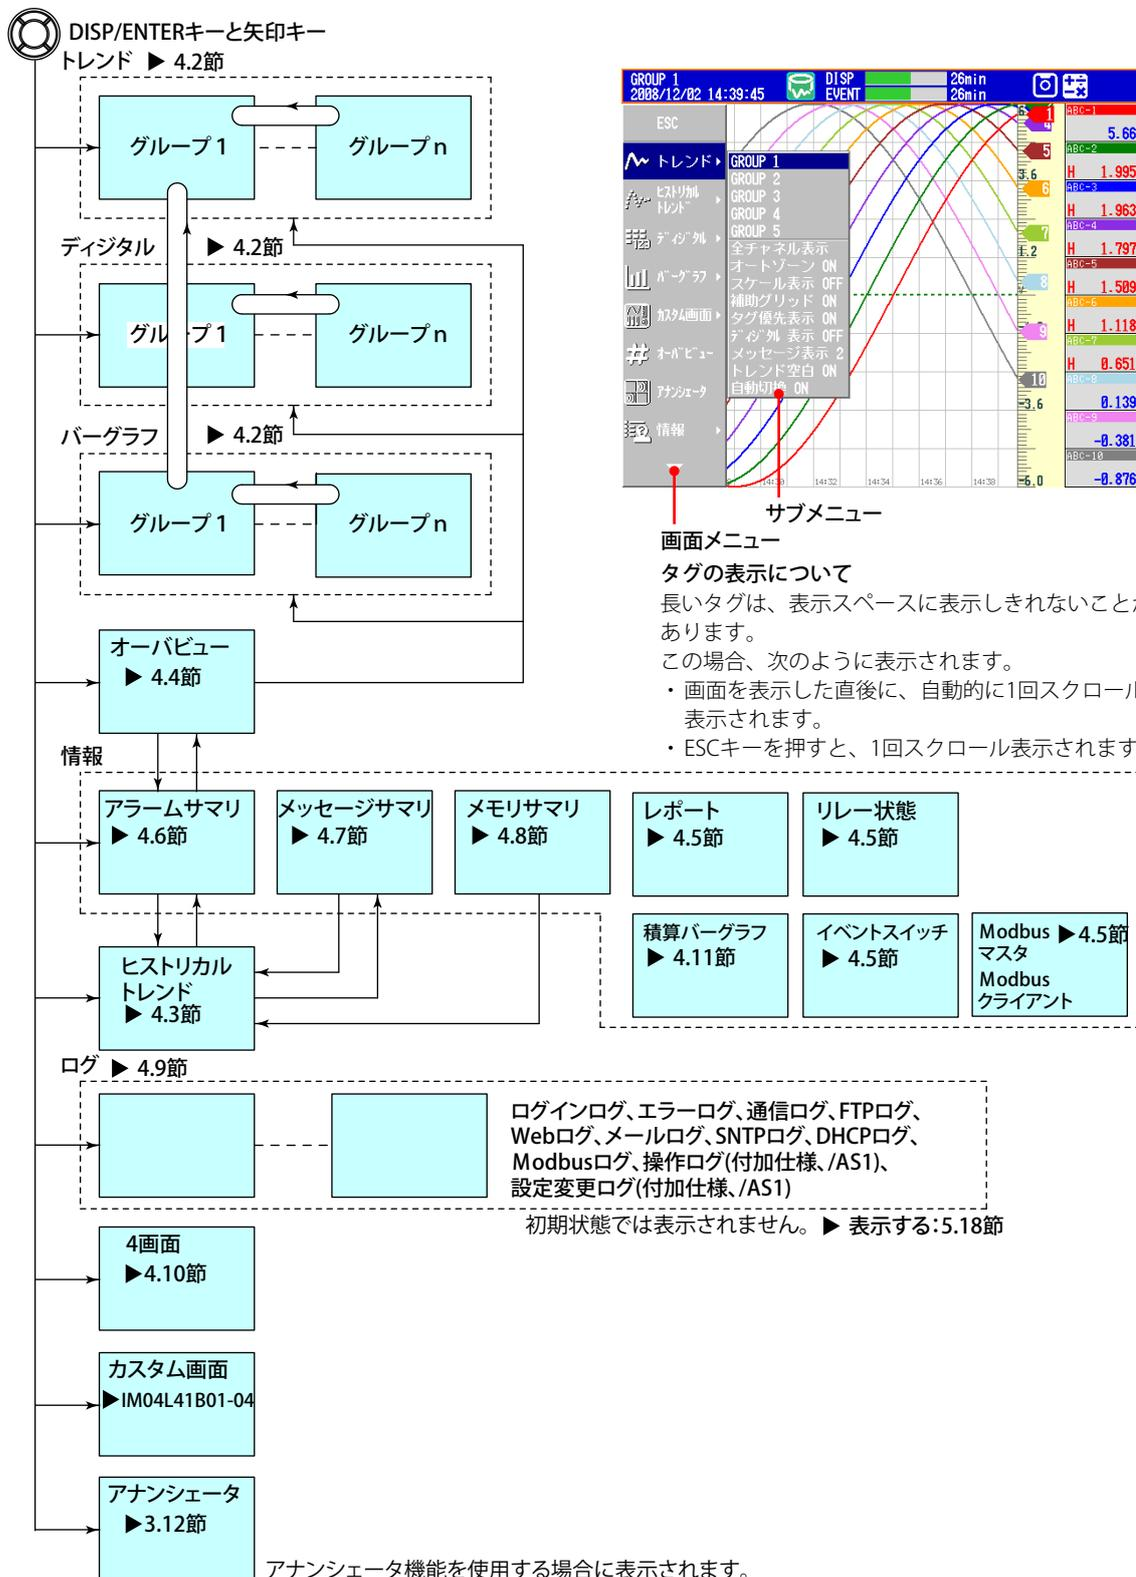 DISP/ENTERキーと矢印キー
トレンド ▶ 4.2節
グループ 1
グループ n
ディジタル ▶ 4.2節
グループ 1
グループ n
バーグラフ ▶ 4.2節
グループ 1
グループ n
オーバビュー
▶ 4.4節
GROUP 1
2008/12/02 14:39:45
DISP
EVENT
26min
26min
ESC
トレンド
ヒストリカル
トレンド
ディジタル
バーグラフ
カスタム画面
オーバビュー
アナンシェータ
情報
GROUP 1
GROUP 2
GROUP 3
GROUP 4
GROUP 5
全チャネル表示
オートゾーン ON
スケール表示 OFF
補助グリッド ON
タグ優先表示 ON
ディジタル 表示 OFF
メッセージ表示 2
トレンド空白 ON
自動切換 ON
14:30
14:32
14:34
14:36
14:38
1
4
5
3.6
6
7
1.2
8
9
10
-3.6
-6.0
ABC-1
5.66
ABC-2
H 1.995
ABC-3
H 1.963
ABC-4
H 1.797
ABC-5
H 1.509
ABC-6
H 1.118
ABC-7
H 0.651
ABC-8
0.139
ABC-9
-0.381
ABC-10
-0.876
サブメニュー
画面メニュー
タグの表示について
長いタグは、表示スペースに表示しきれないことが
あります。
この場合、次のように表示されます。
・ 画面を表示した直後に、自動的に1回スクロール
表示されます。
・ ESCキーを押すと、1回スクロール表示されます
情報
アラームサマリ
▶ 4.6節
メッセージサマリ
▶ 4.7節
メモリサマリ
▶ 4.8節
レポート
▶ 4.5節
リレー状態
▶ 4.5節
積算バーグラフ
▶ 4.11節
イベントスイッチ
▶ 4.5節
Modbus ▶4.5節
マスタ
Modbus
クライアント
ヒストリカル
トレンド
▶ 4.3節
ログ ▶ 4.9節
ログインログ、エラーログ、通信ログ、FTPログ、
Webログ、メールログ、SNTPログ、DHCPログ、
Modbusログ、操作ログ(付加仕様、/AS1)、
設定変更ログ(付加仕様、/AS1)
初期状態では表示されません。 ▶ 表示する：5.18節
4画面
▶4.10節
カスタム画面
▶IM04L41B01-04
アナンシェータ
▶3.12節
アナンシェータ機能を使用する場合に表示されます。